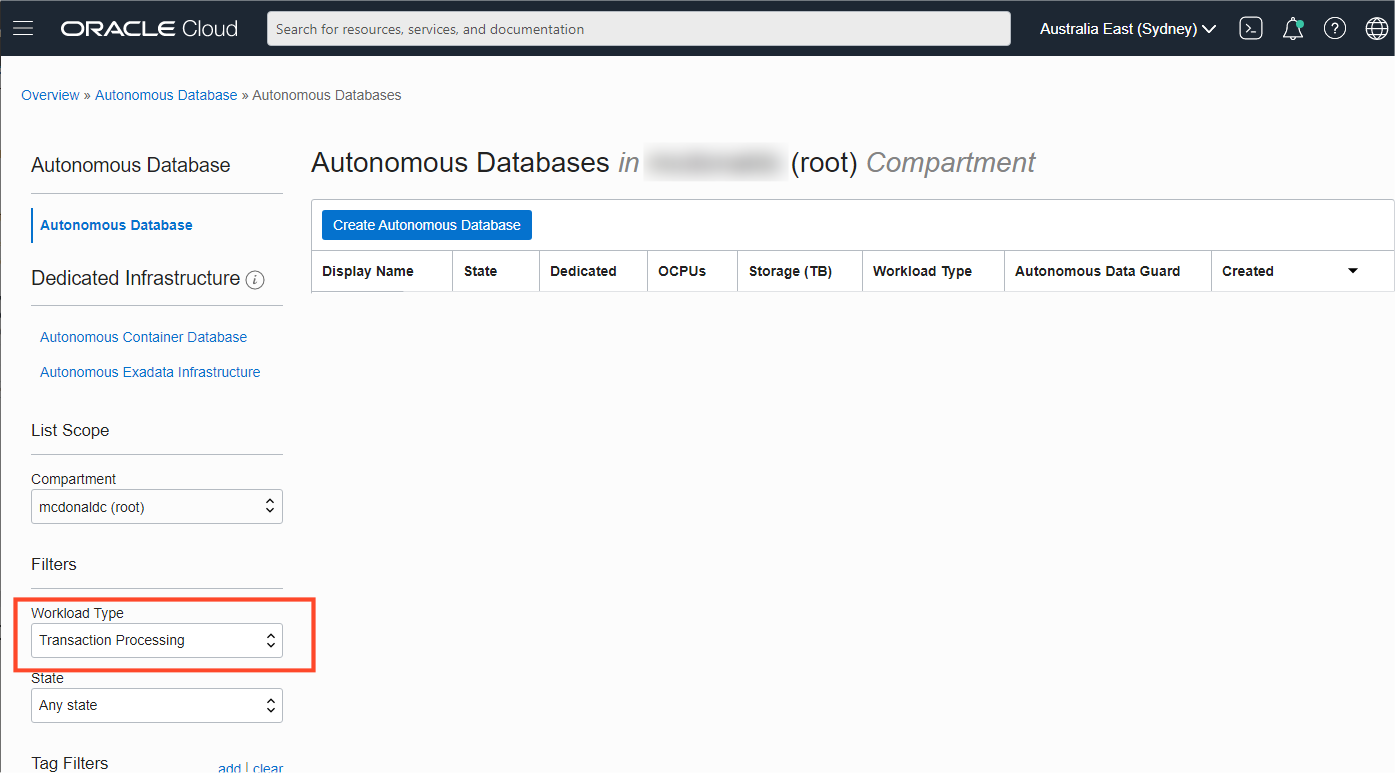 ORACLE Cloud
Search for resources, services, and documentation
Australia East (Sydney)
Overview » Autonomous Database » Autonomous Databases
Autonomous Database
Autonomous Database
Dedicated Infrastructure i
Autonomous Container Database
Autonomous Exadata Infrastructure
List Scope
Compartment
mcdonaldc (root)
Filters
Workload Type
Transaction Processing
State
Any state
Tag Filters add | clear
Autonomous Databases in (root) Compartment
Create Autonomous Database
Display Name State Dedicated OCPUs Storage (TB) Workload Type Autonomous Data Guard Created